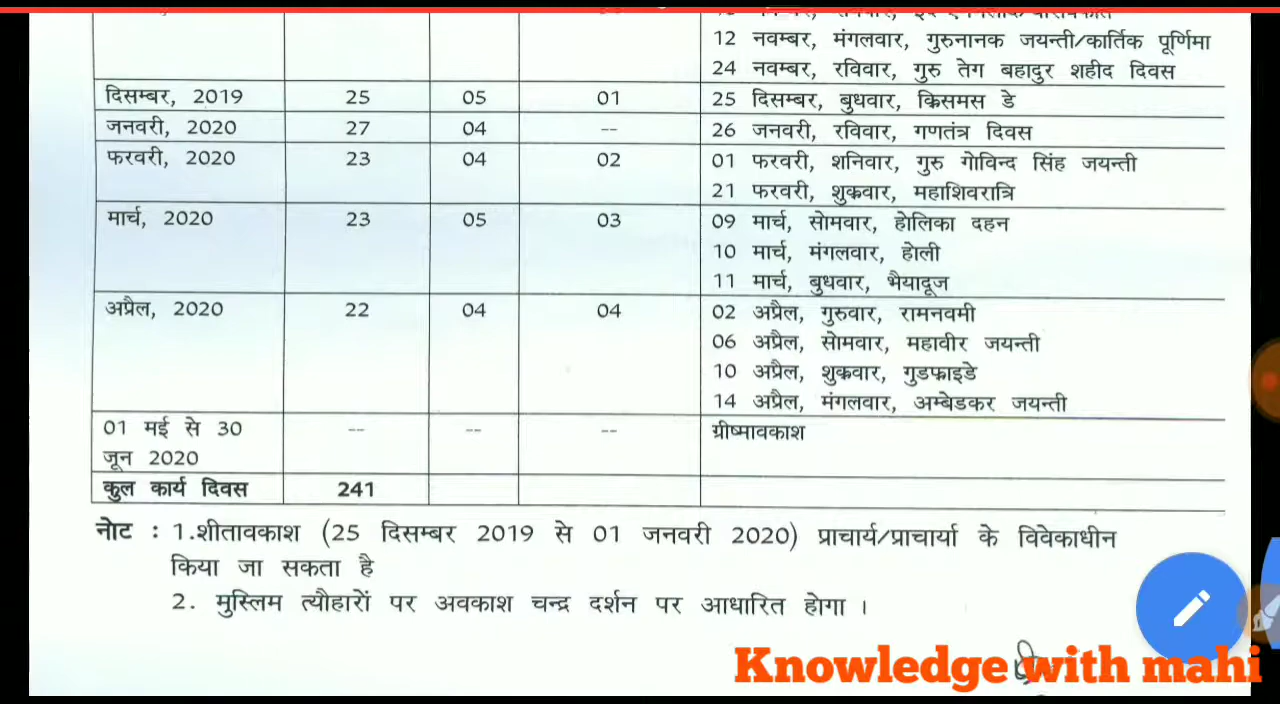 12 नवम्बर, मंगलवार, गुरुनानक जयन्ती/कार्तिक पूर्णिमा
24 नवम्बर, रविवार, गुरु तेग बहादुर शहीद दिवस
दिसम्बर, 2019 25 05 01 25 दिसम्बर, बुधवार, क्रिसमस डे
जनवरी, 2020 27 04 -- 26 जनवरी, रविवार, गणतंत्र दिवस
फरवरी, 2020 23 04 02 01 फरवरी, शनिवार, गुरु गोविन्द सिंह जयन्ती
21 फरवरी, शुक्रवार, महाशिवरात्रि
मार्च, 2020 23 05 03 09 मार्च, सोमवार, होलिका दहन
10 मार्च, मंगलवार, होली
11 मार्च, बुधवार, भैयादूज
अप्रैल, 2020 22 04 04 02 अप्रैल, गुरुवार, रामनवमी
06 अप्रैल, सोमवार, महावीर जयन्ती
10 अप्रैल, शुक्रवार, गुडफ्राइडे
14 अप्रैल, मंगलवार, अम्बेडकर जयन्ती
01 मई से 30 -- -- -- ग्रीष्मावकाश
जून 2020
कुल कार्य दिवस 241
नोट : 1.शीतावकाश (25 दिसम्बर 2019 से 01 जनवरी 2020) प्राचार्य/प्राचार्या के विवेकाधीन
किया जा सकता है
2. मुस्लिम त्यौहारों पर अवकाश चन्द्र दर्शन पर आधारित होगा ।
Knowledge with mahi